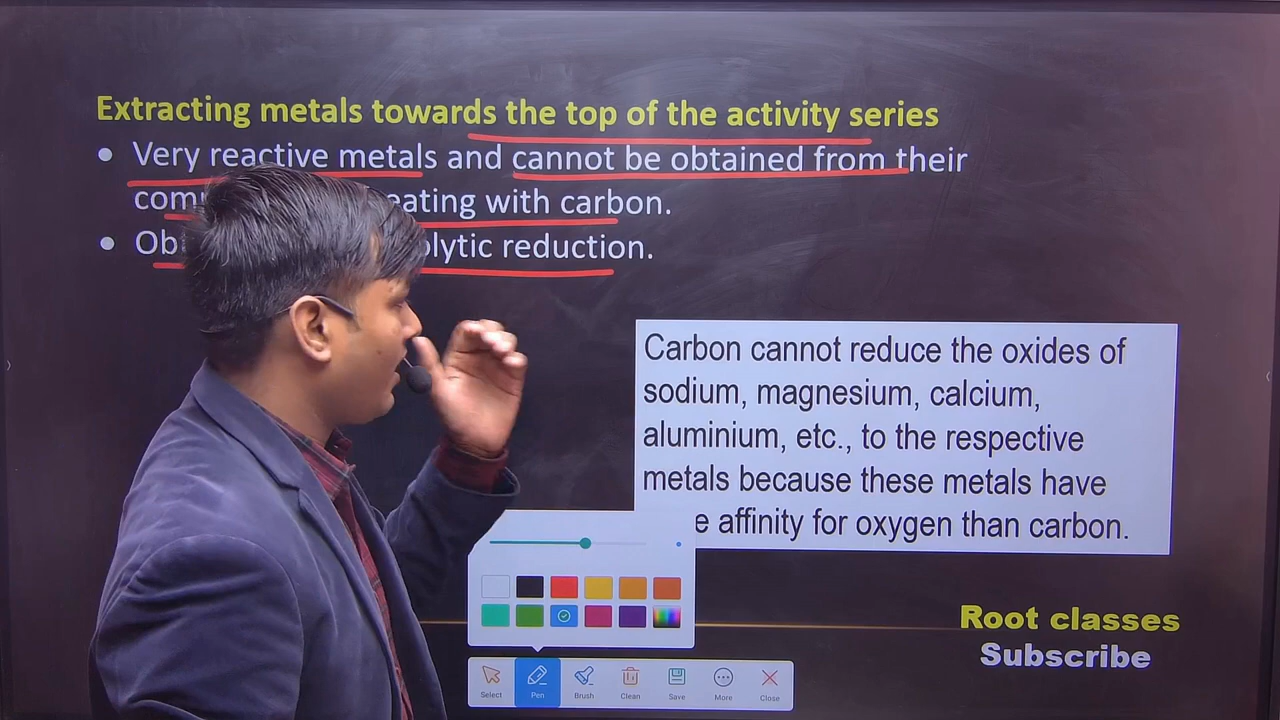 Extracting metals towards the top of the activity series
• Very reactive metals and cannot be obtained from their
com eating with carbon.
• Ob olytic reduction.
Carbon cannot reduce the oxides of
sodium, magnesium, calcium,
aluminium, etc., to the respective
metals because these metals have
e affinity for oxygen than carbon.
Root classes
Subscribe
Select Pen Brush Clean Save More Close